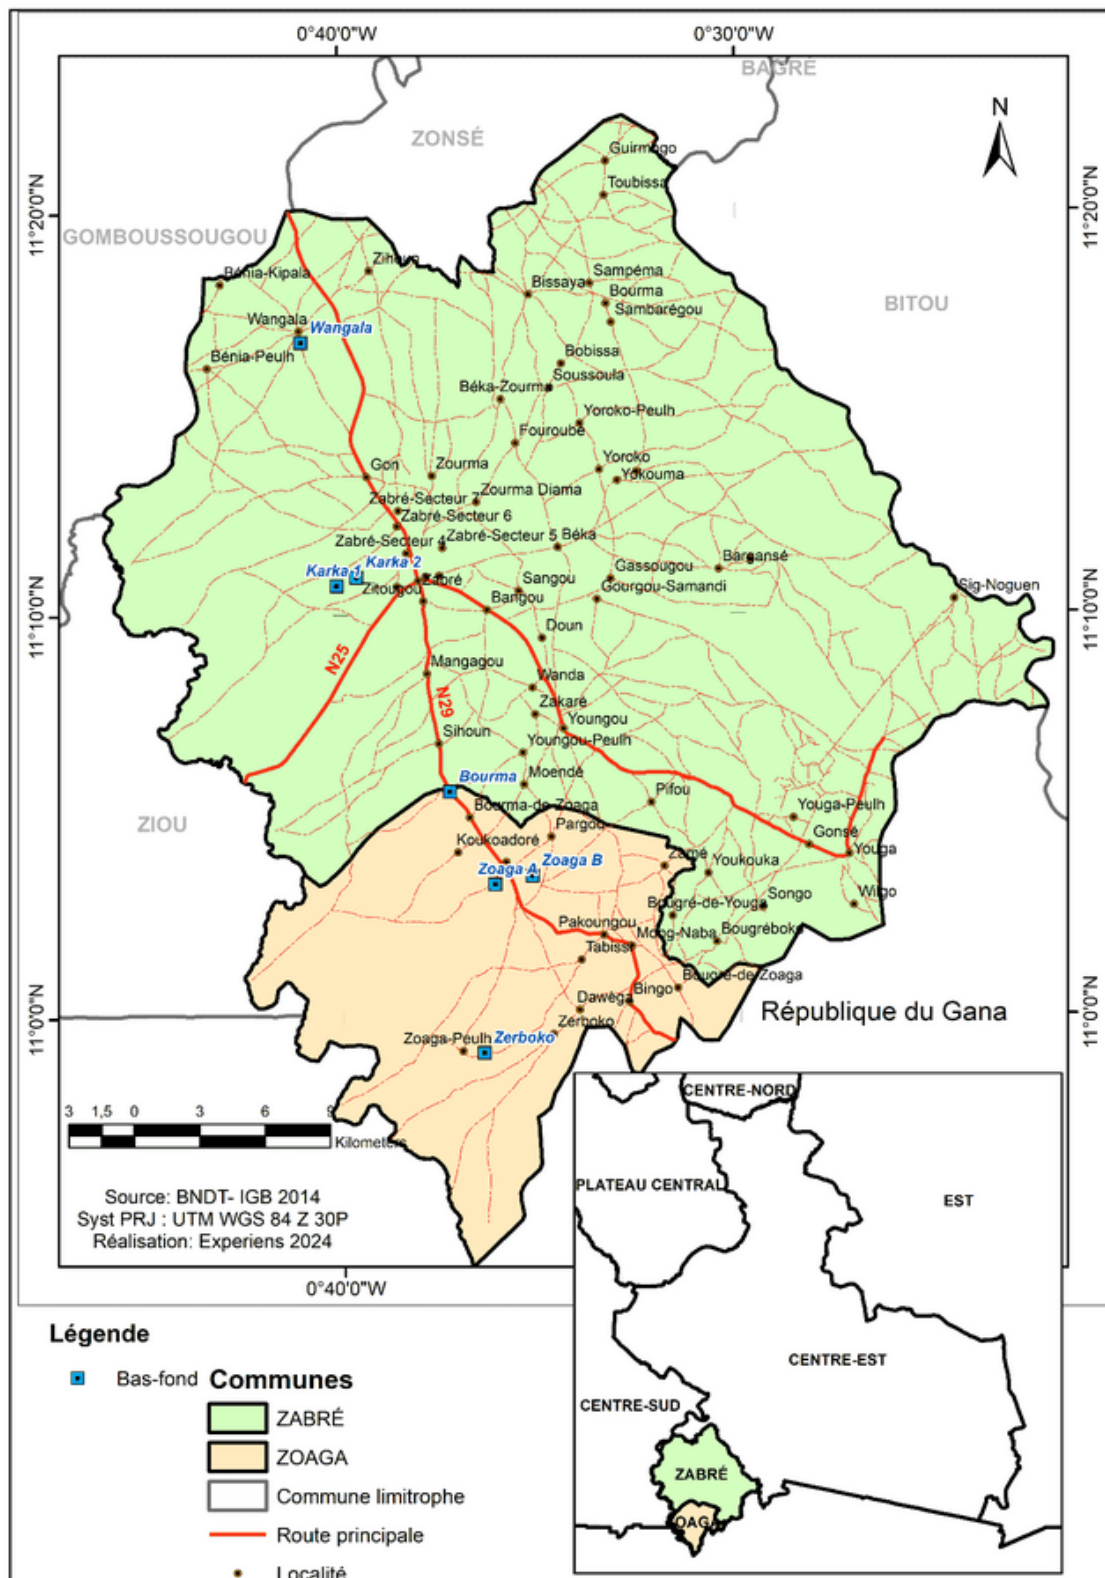 0°40'0"W
0°30'0"W
BAGRÉ
ZONSÉ
N
Guirmogo
Toubissa
11°20'0"N
11°20'0"N
GOMBOUSSOUGOU
Zihoun
Bénia-Kipala
Sampéma
Bissaya
Bourma
BITOU
Sambarégou
Wangala
Wangala
Bénia-Peulh
Bobissa
Soussoula
Béka-Zourma
Yoroko-Peulh
Fouroubé
Yoroko
Gon
Zourma
Yokouma
Zourma Diama
Zabré-Secteur 7
Zabré-Secteur 6
Zabré-Secteur 4
Zabré-Secteur 5
Béka
Karka 1
Karka 2
Gassougou
Bargansé
Zitougou
Zabré
Sangou
Gourgou-Samandi
Sig-Noguen
Bangou
11°10'0"N
11°10'0"N
Doun
N25
Mangagou
N29
Wanda
Zakaré
Sihoun
Youngou
Youngou-Peulh
Bourma
Moendé
Pifou
Bourma-de-Zoaga
Youga-Peulh
ZIOU
Pargou
Gonsé
Koukoadoré
Youga
Zoaga A
Zoaga B
Zamé
Youkouka
Songo
Wilgo
Bougré-de-Youga
Pakoungou
Mong-Naba
Bougréboko
Tabissi
Bougré-de-Zoaga
Bingo
Dawéga
République du Gana
11°0'0"N
11°0'0"N
Zerboko
Zoaga-Peulh
Zerboko
3 1,5 0 3 6 9
Kilometers
Source: BNDT- IGB 2014
Syst PRJ : UTM WGS 84 Z 30P
Réalisation: Experiens 2024
0°40'0"W
CENTRE-NORD
PLATEAU CENTRAL
EST
CENTRE-EST
CENTRE-SUD
ZABRÉ
OAGA
Légende
Bas-fond
Communes
ZABRÉ
ZOAGA
Commune limitrophe
Route principale
Localité